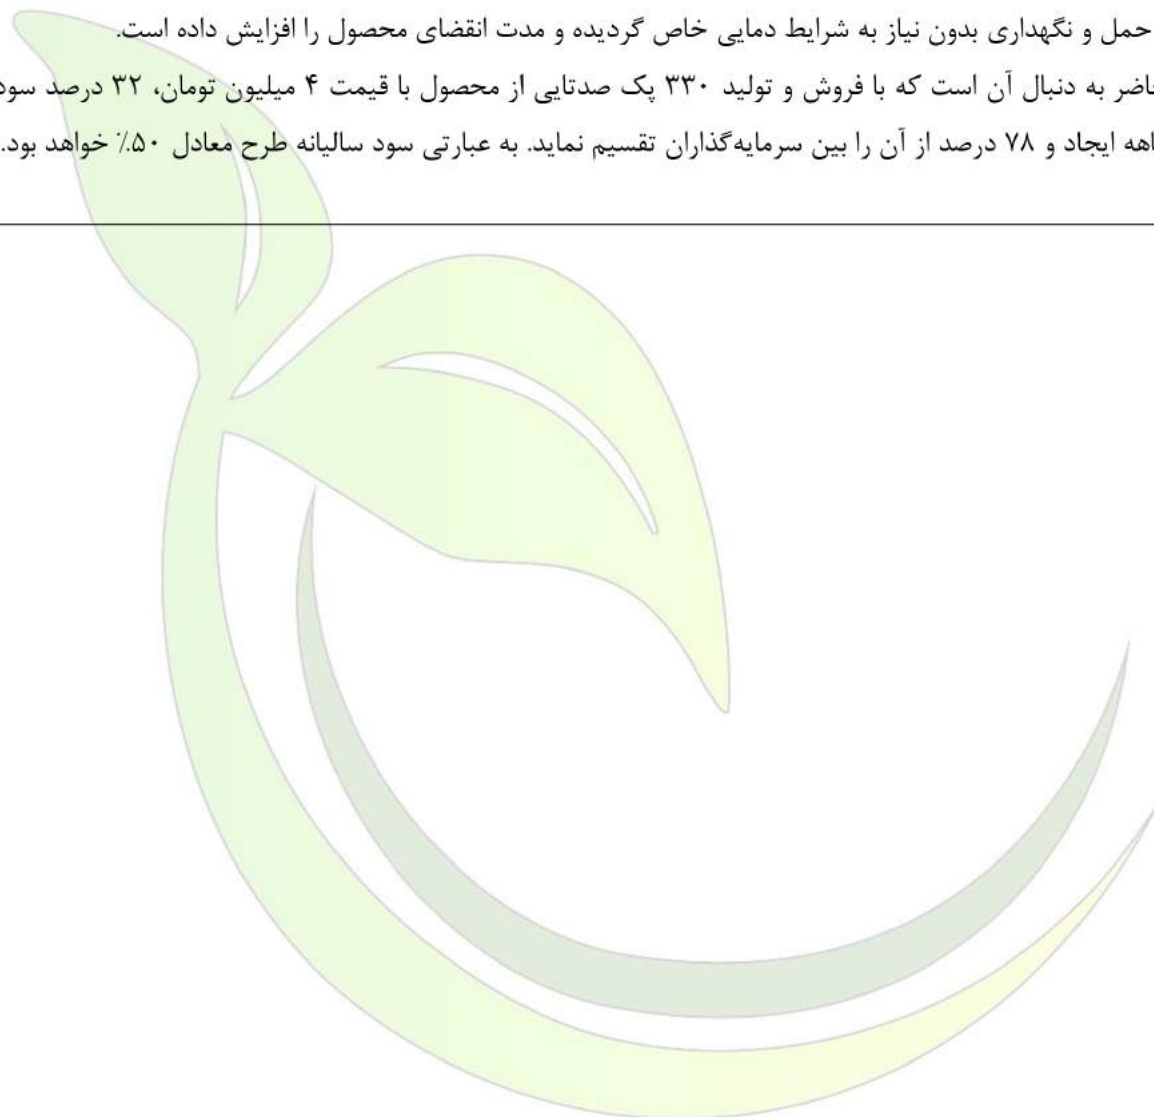 حمل و نگهداری بدون نیاز به شرایط دمایی خاص گردیده و مدت انقضای محصول را افزایش داده است.
حاضر به دنبال آن است که با فروش و تولید ۳۳۰ پک صدتایی از محصول با قیمت ۴ میلیون تومان، ۳۲ درصد سود
ماهه ایجاد و ۷۸ درصد از آن را بین سرمایه‌گذاران تقسیم نماید. به عبارتی سود سالیانه طرح معادل ۵۰٪ خواهد بود.